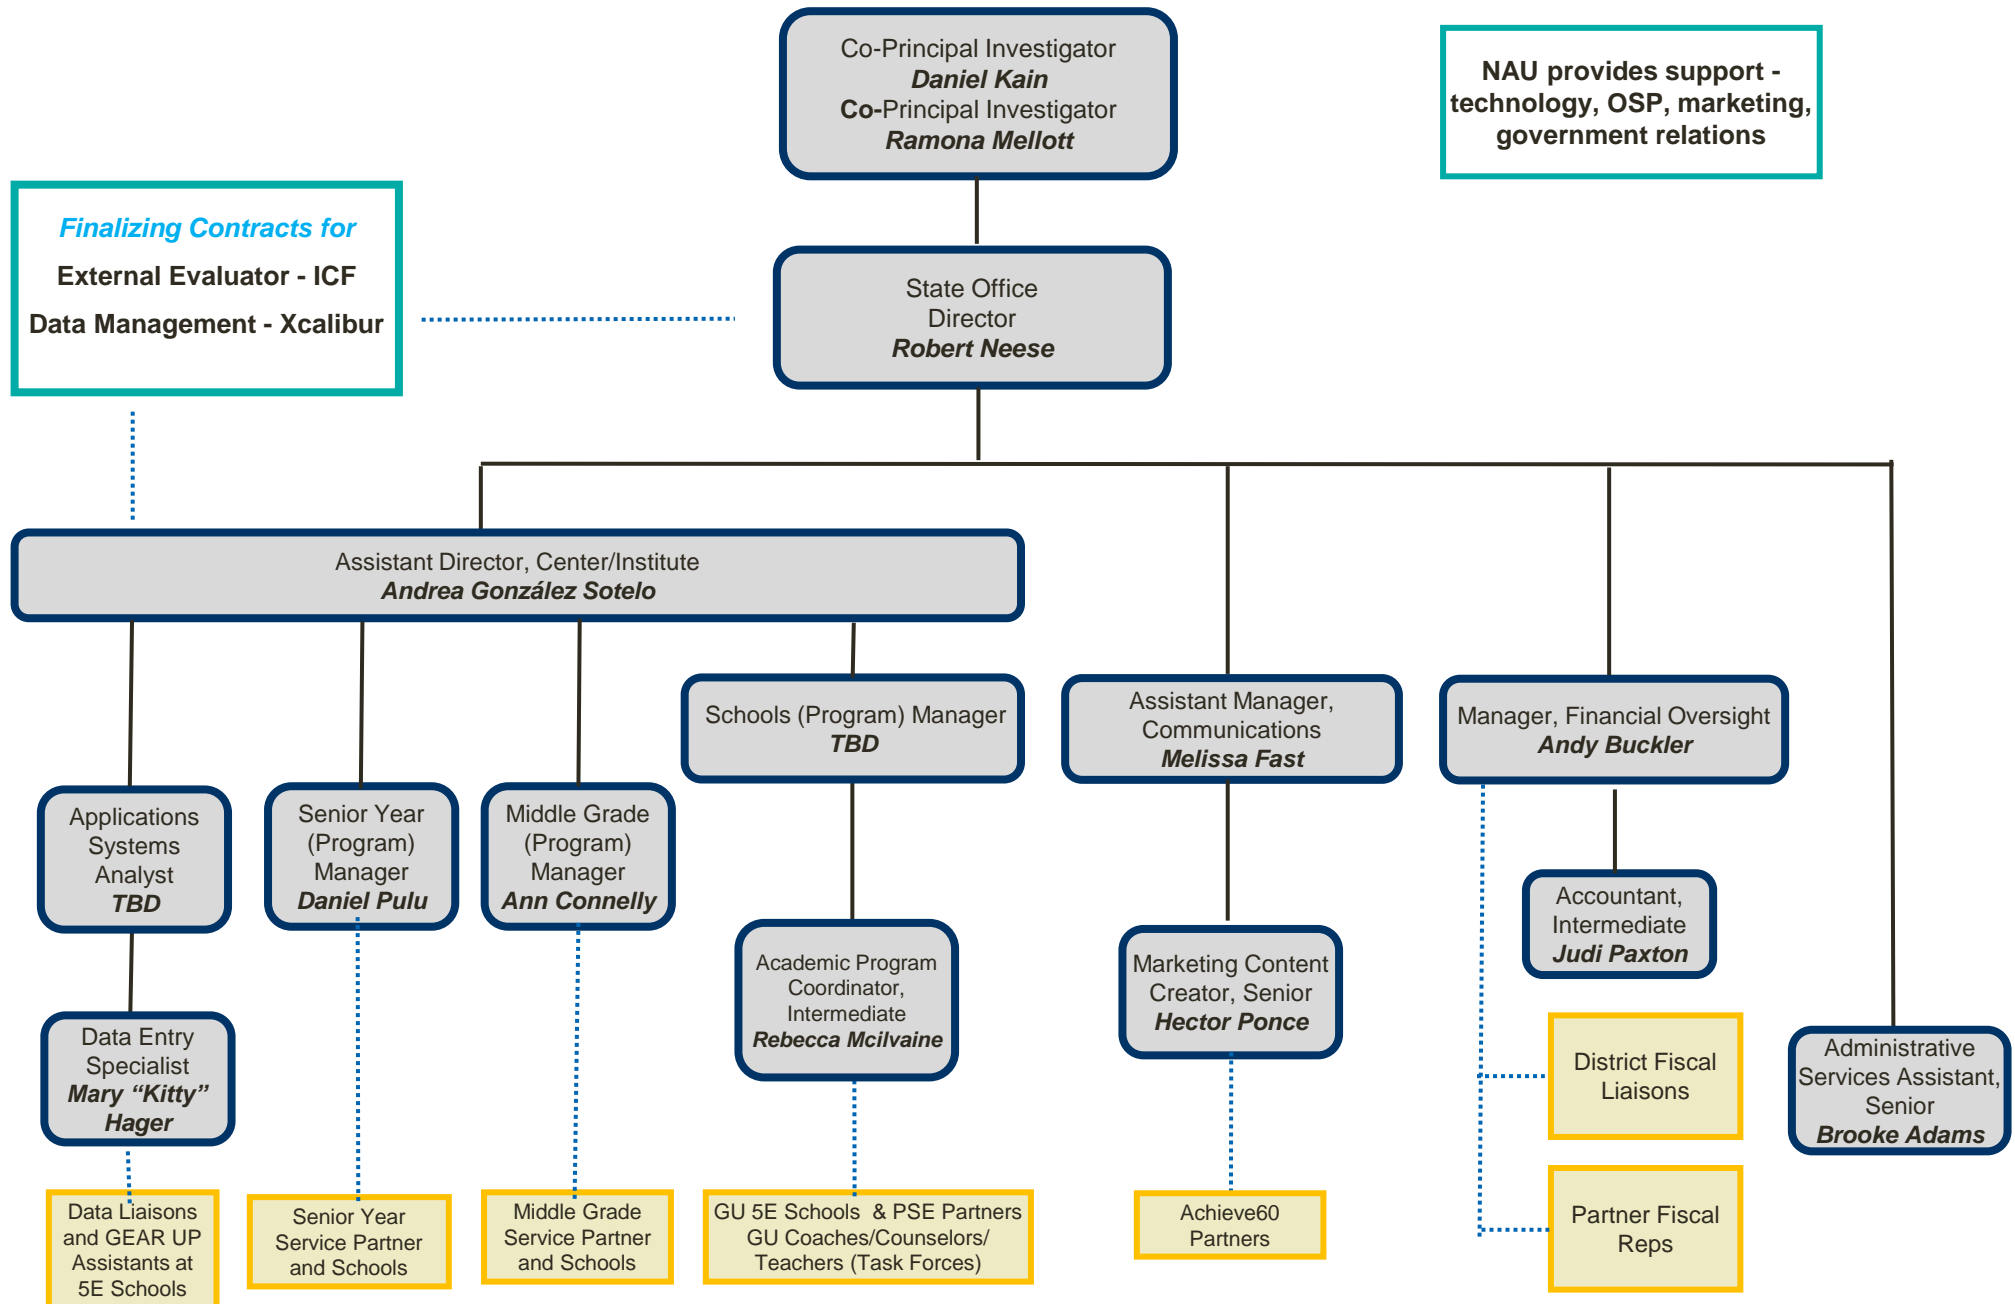 Co-Principal Investigator
Daniel Kain
Co-Principal Investigator
Ramona Mellott
NAU provides support -
technology, OSP, marketing,
government relations
Finalizing Contracts for
External Evaluator - ICF
Data Management - Xcalibur
State Office
Director
Robert Neese
Assistant Director, Center/Institute
Andrea González Sotelo
Schools (Program) Manager
TBD
Assistant Manager,
Communications
Melissa Fast
Manager, Financial Oversight
Andy Buckler
Applications
Systems
Analyst
TBD
Senior Year
(Program)
Manager
Daniel Pulu
Middle Grade
(Program)
Manager
Ann Connelly
Accountant,
Intermediate
Judi Paxton
Academic Program
Coordinator,
Intermediate
Rebecca Mcilvaine
Marketing Content
Creator, Senior
Hector Ponce
Data Entry
Specialist
Mary “Kitty”
Hager
District Fiscal
Liaisons
Administrative
Services Assistant,
Senior
Brooke Adams
Data Liaisons
and GEAR UP
Assistants at
5E Schools
Senior Year
Service Partner
and Schools
Middle Grade
Service Partner
and Schools
GU 5E Schools & PSE Partners
GU Coaches/Counselors/
Teachers (Task Forces)
Achieve60
Partners
Partner Fiscal
Reps